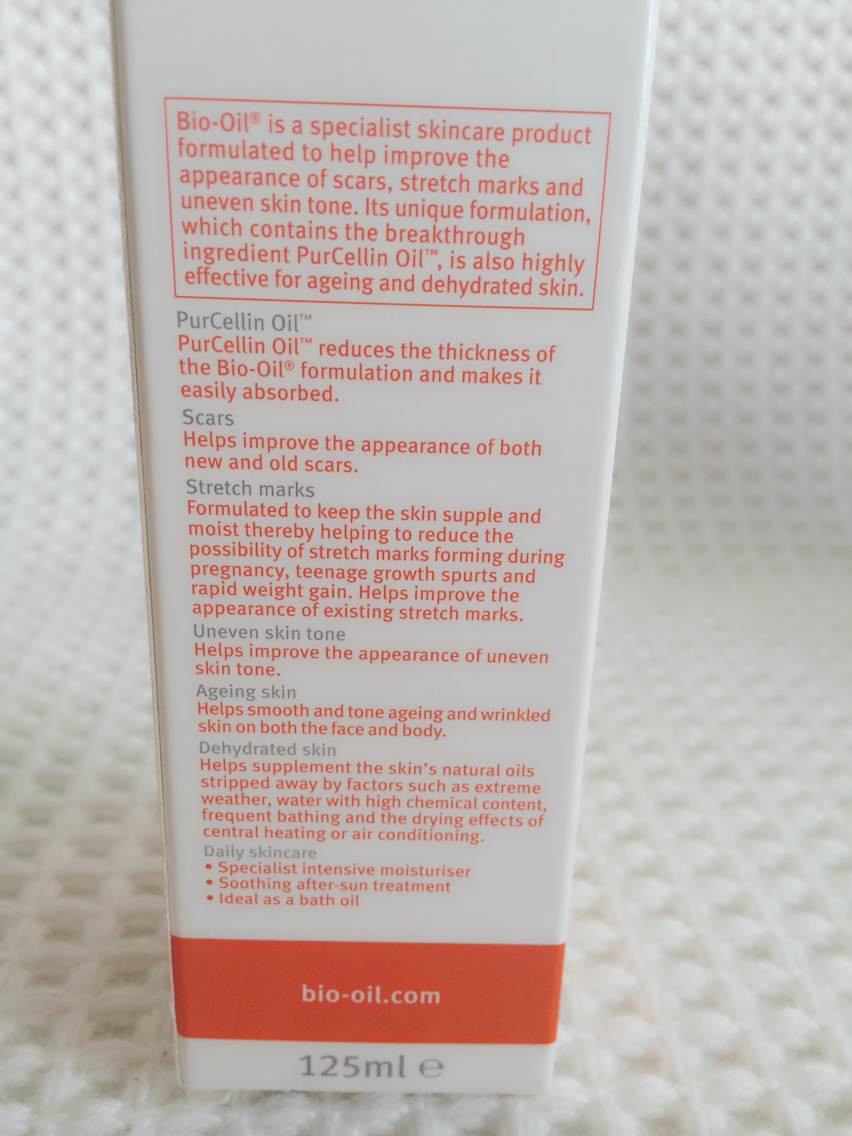 Bio-Oil® is a specialist skincare product
formulated to help improve the
appearance of scars, stretch marks and
uneven skin tone. Its unique formulation,
which contains the breakthrough
ingredient PurCellin Oil™, is also highly
effective for ageing and dehydrated skin.
PurCellin Oil™
PurCellin Oil™ reduces the thickness of
the Bio-Oil® formulation and makes it
easily absorbed.
Scars
Helps improve the appearance of both
new and old scars.
Stretch marks
Formulated to keep the skin supple and
moist thereby helping to reduce the
possibility of stretch marks forming during
pregnancy, teenage growth spurts and
rapid weight gain. Helps improve the
appearance of existing stretch marks.
Uneven skin tone
Helps improve the appearance of uneven
skin tone.
Ageing skin
Helps smooth and tone ageing and wrinkled
skin on both the face and body.
Dehydrated skin
Helps supplement the skin's natural oils
stripped away by factors such as extreme
weather, water with high chemical content,
frequent bathing and the drying effects of
central heating or air conditioning.
Daily skincare
• Specialist intensive moisturiser
• Soothing after-sun treatment
• Ideal as a bath oil
bio-oil.com
125ml ℮